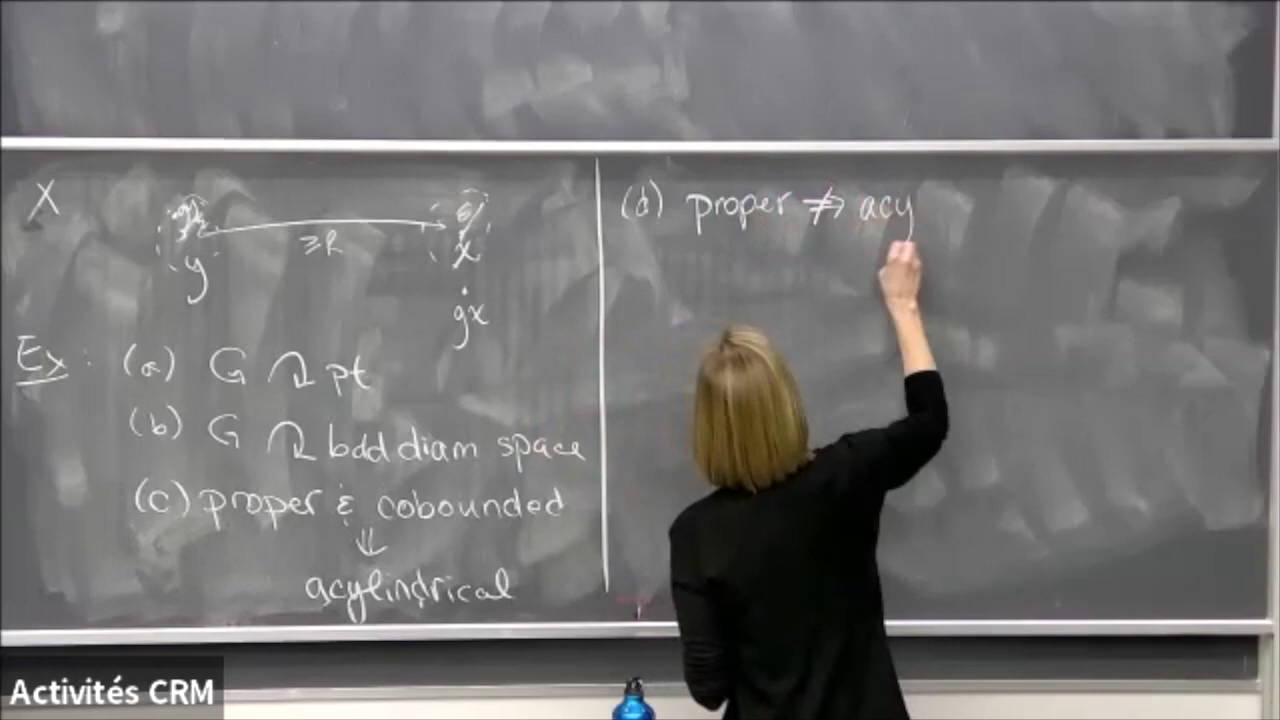 X
≥R
y
x
gx
Ex: (a) G ↷ pt
(b) G ↷ bdd diam space
(c) proper & cobounded
⇓
acylindrical
(d) proper ⇏ acy
Activités CRM